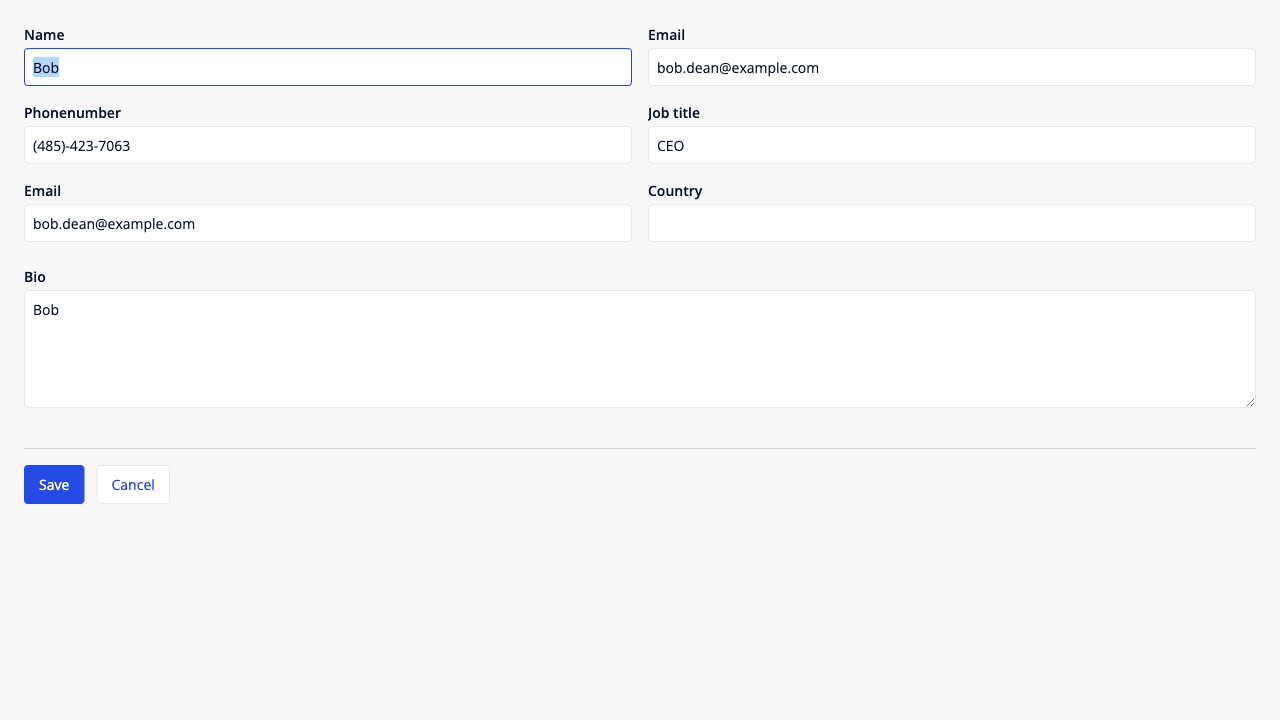 Name
Email
Bob
bob.dean@example.com
Phonenumber
Job title
(485)-423-7063
CEO
Email
Country
bob.dean@example.com
Bio
Bob
Save
Cancel